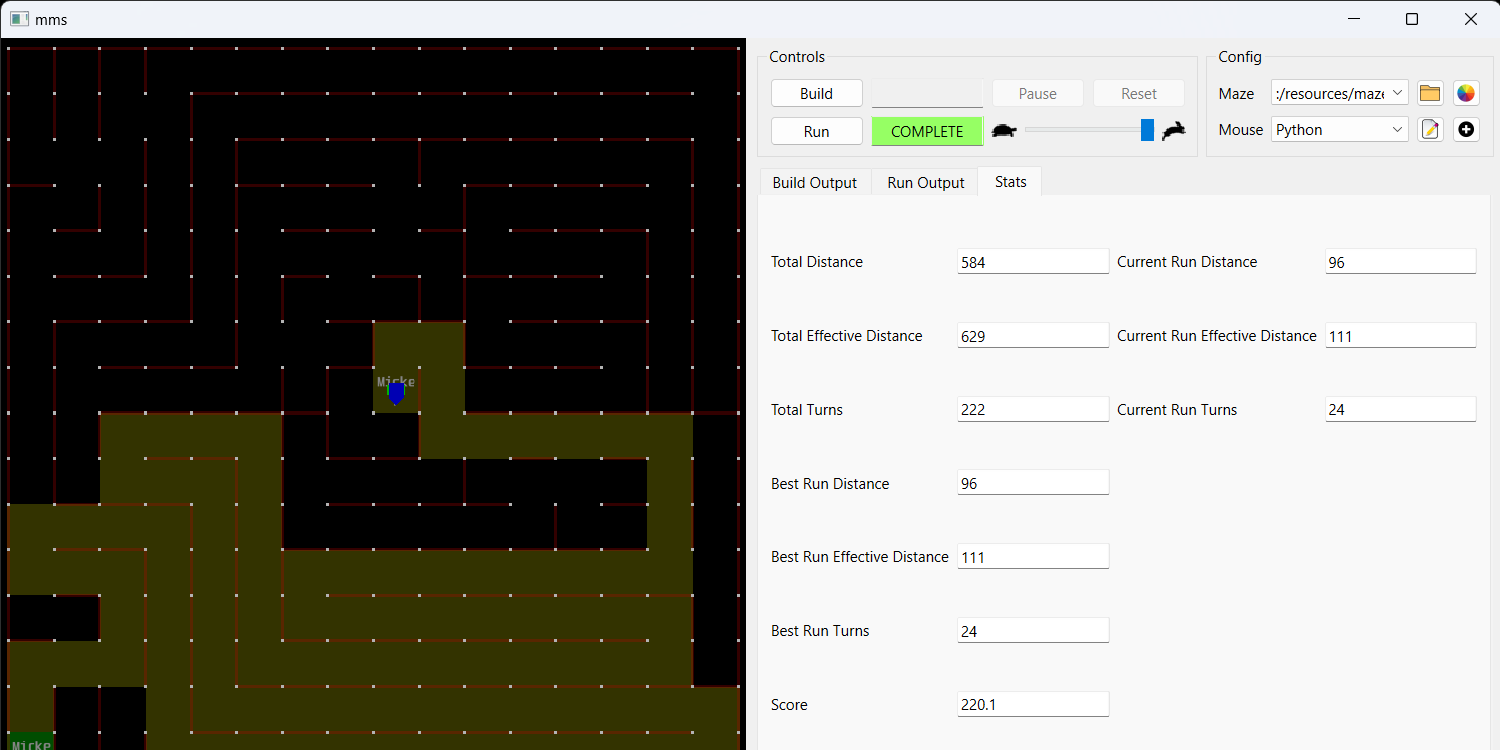 mms
Controls
Config
Build
Pause
Reset
Maze
:/resources/maze
Run
COMPLETE
Mouse
Python
Build Output
Run Output
Stats
Total Distance
584
Current Run Distance
96
Total Effective Distance
629
Current Run Effective Distance
111
Total Turns
222
Current Run Turns
24
Best Run Distance
96
Best Run Effective Distance
111
Best Run Turns
24
Score
220.1
Micke
Micke